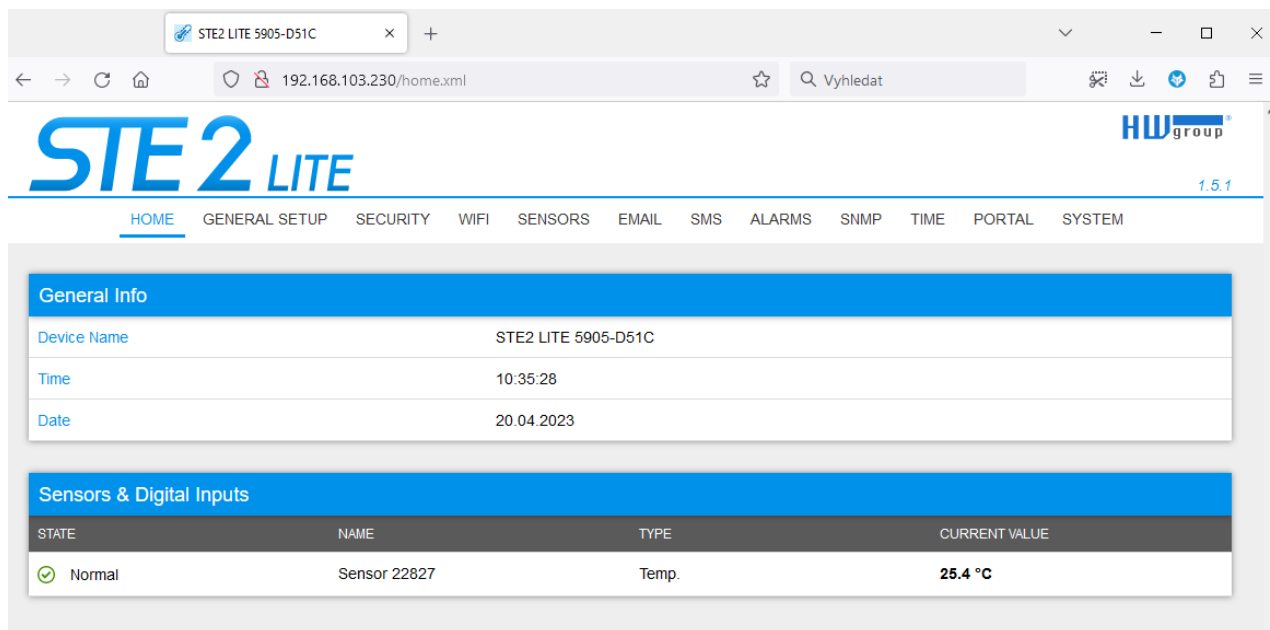 STE2 LITE 5905-D51C
192.168.103.230/home.xml
Vyhledat
STE2 LITE
HW group
1.5.1
HOME GENERAL SETUP SECURITY WIFI SENSORS EMAIL SMS ALARMS SNMP TIME PORTAL SYSTEM
General Info
Device Name STE2 LITE 5905-D51C
Time 10:35:28
Date 20.04.2023
Sensors & Digital Inputs
STATE NAME TYPE CURRENT VALUE
Normal Sensor 22827 Temp. 25.4 °C